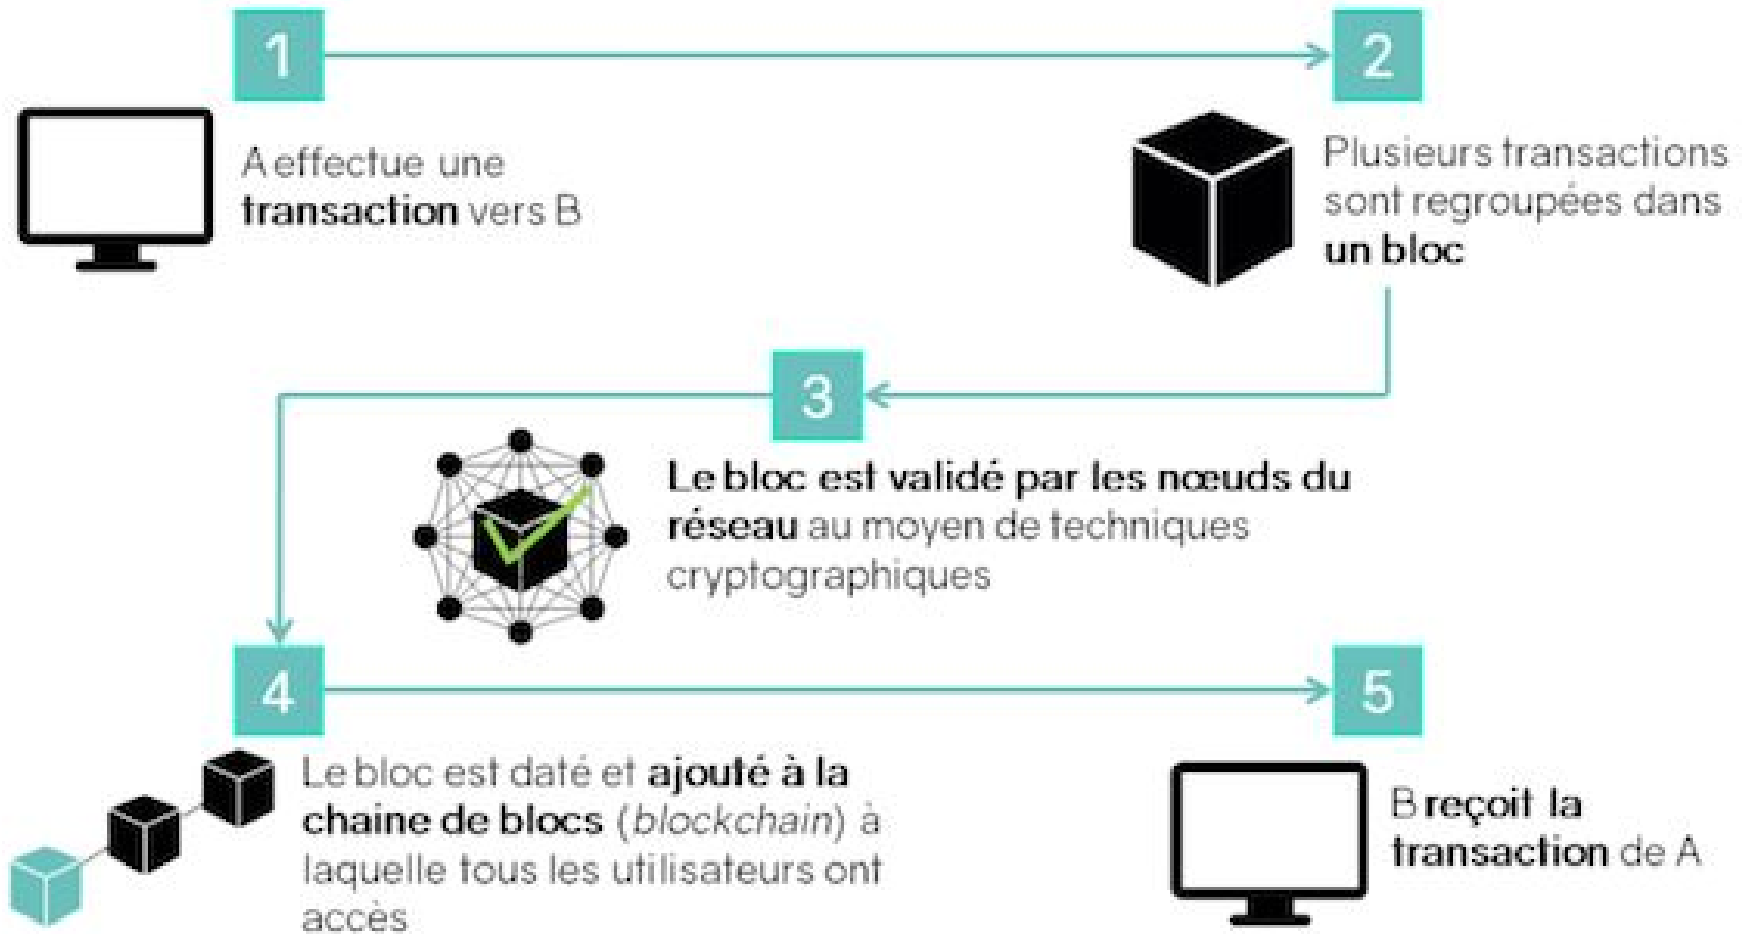 1
2
A effectue une
transaction vers B
Plusieurs transactions
sont regroupées dans
un bloc
3
Le bloc est validé par les nœuds du
réseau au moyen de techniques
cryptographiques
4
5
Le bloc est daté et ajouté à la
chaine de blocs (blockchain) à
laquelle tous les utilisateurs ont
accès
B reçoit la
transaction de A